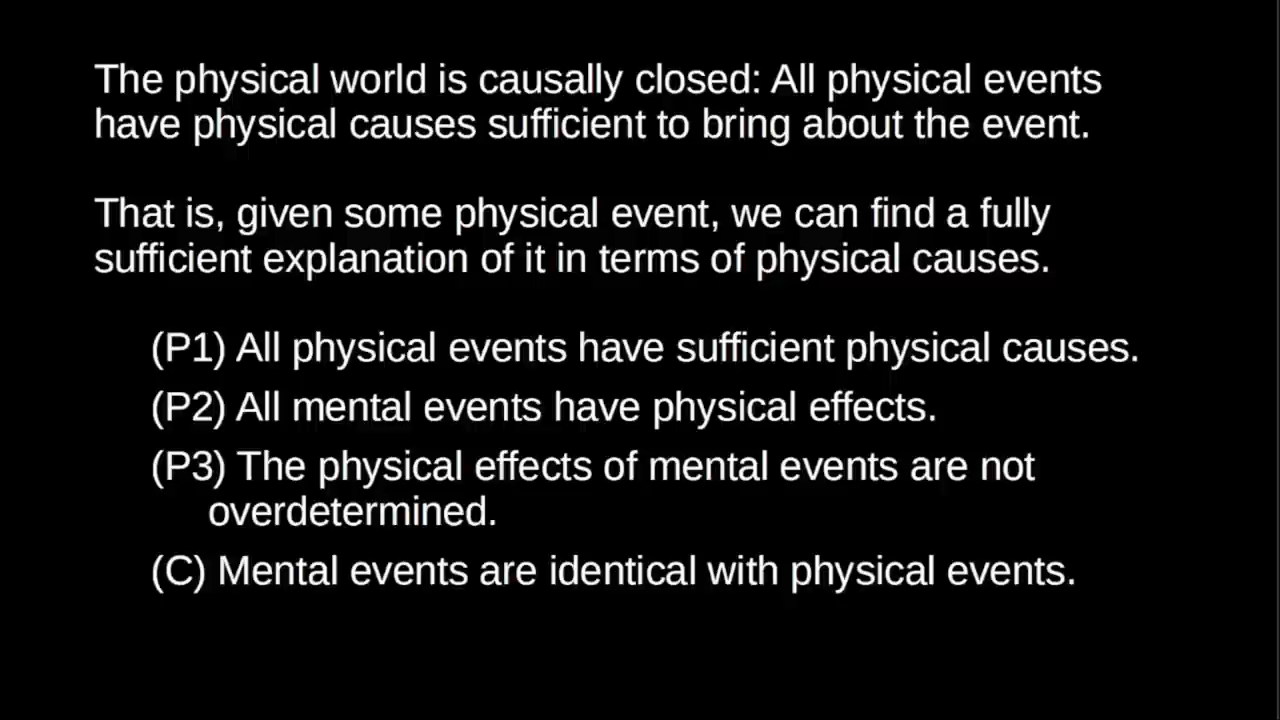 The physical world is causally closed: All physical events
have physical causes sufficient to bring about the event.
That is, given some physical event, we can find a fully
sufficient explanation of it in terms of physical causes.
(P1) All physical events have sufficient physical causes.
(P2) All mental events have physical effects.
(P3) The physical effects of mental events are not
overdetermined.
(C) Mental events are identical with physical events.